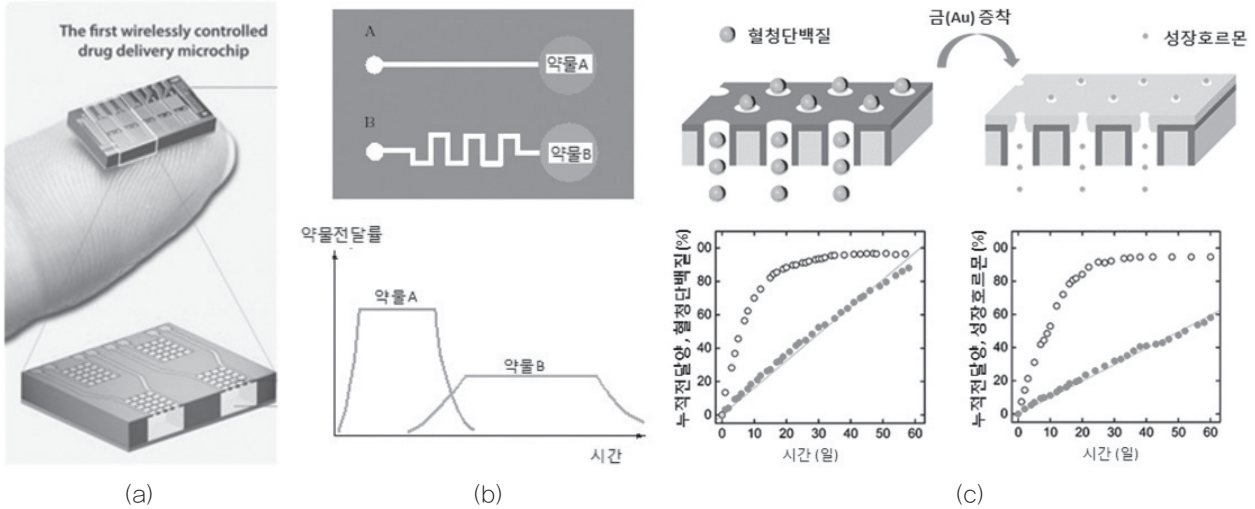 The first wirelessly controlled
drug delivery microchip
(a)
A
약물A
B
약물B
약물전달률
약물A
약물B
시간
(b)
금(Au) 증착
혈청단백질
성장호르몬
누적전달양, 혈청단백질(%)
00
80
60
40
20
0
0 10 20 30 40 50 60
시간 (일)
누적전달양, 성장호르몬(%)
00
80
60
40
20
0
0 10 20 30 40 50 60
시간 (일)
(c)